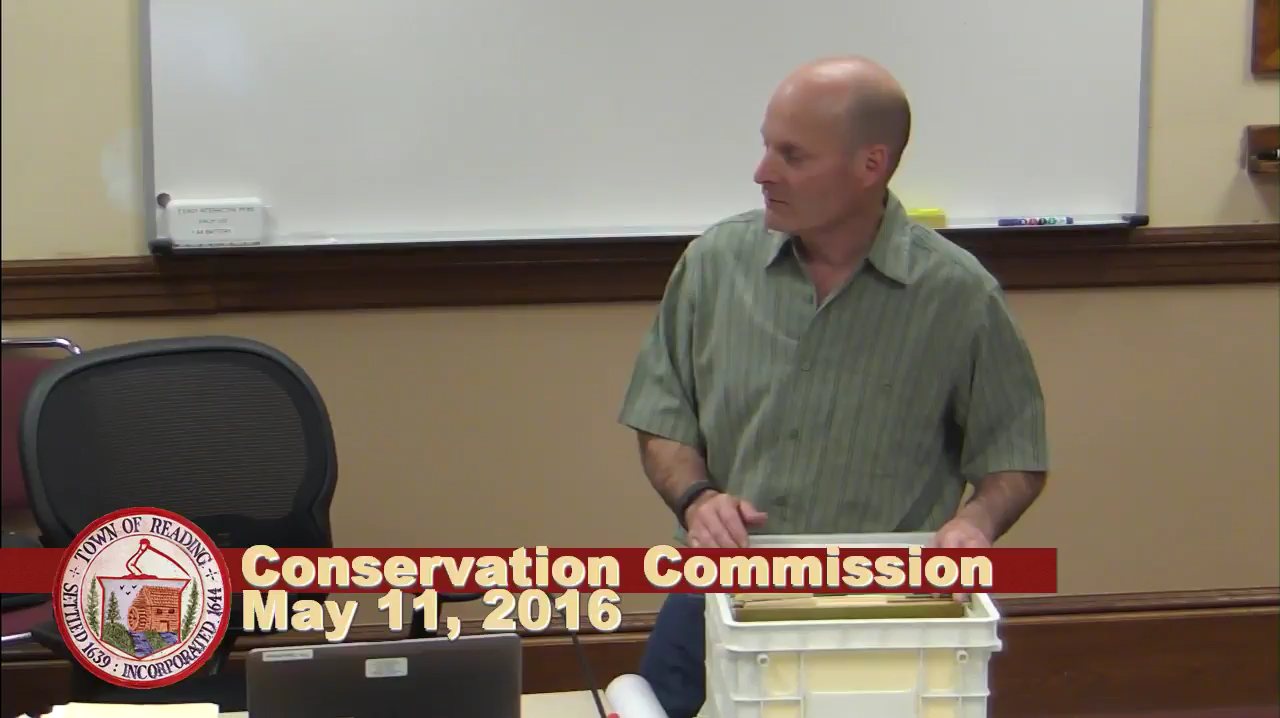 Conservation Commission
May 11, 2016
TOWN OF READING
SETTLED 1639 : INCORPORATED 1644